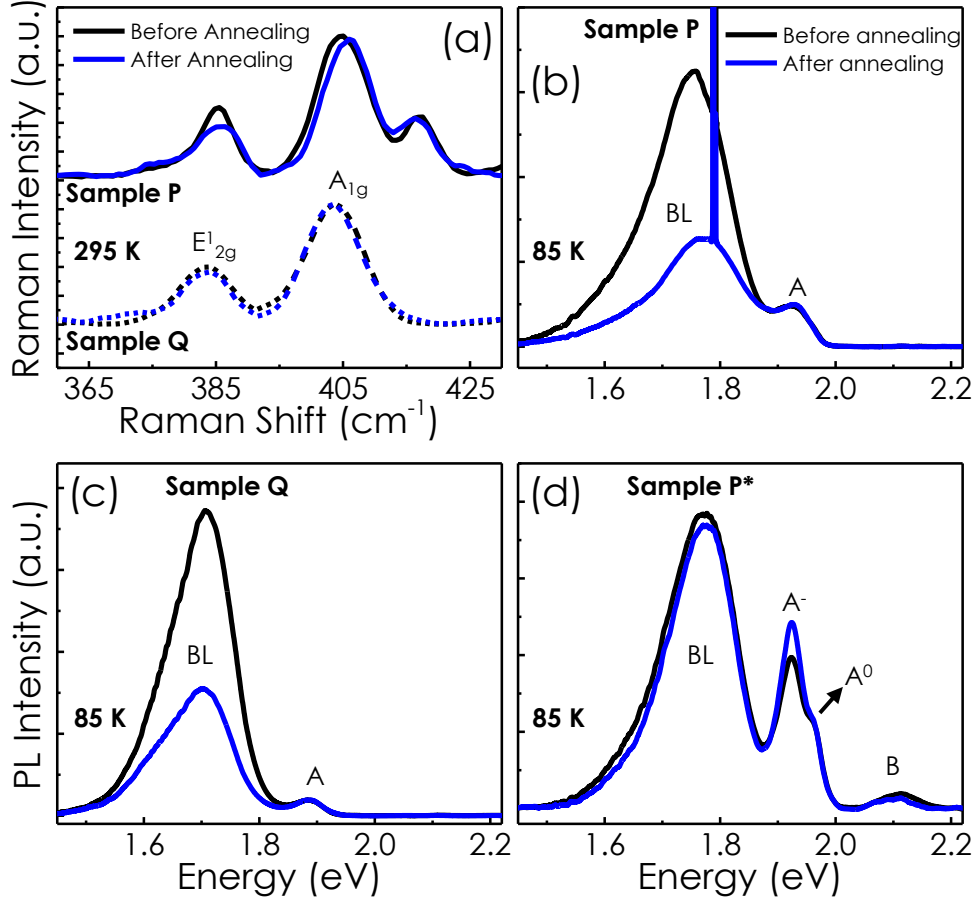 Before Annealing
After Annealing
(a)
Sample P
295 K
E¹₂g
A₁g
Sample Q
Raman Intensity (a.u.)
365 385 405 425
Raman Shift (cm⁻¹)
Sample P
Before annealing
After annealing
(b)
BL
85 K
A
1.6 1.8 2.0 2.2
(c)
Sample Q
BL
85 K
A
PL Intensity (a.u.)
1.6 1.8 2.0 2.2
Energy (eV)
(d)
Sample P*
A⁻
A⁰
BL
85 K
B
1.6 1.8 2.0 2.2
Energy (eV)